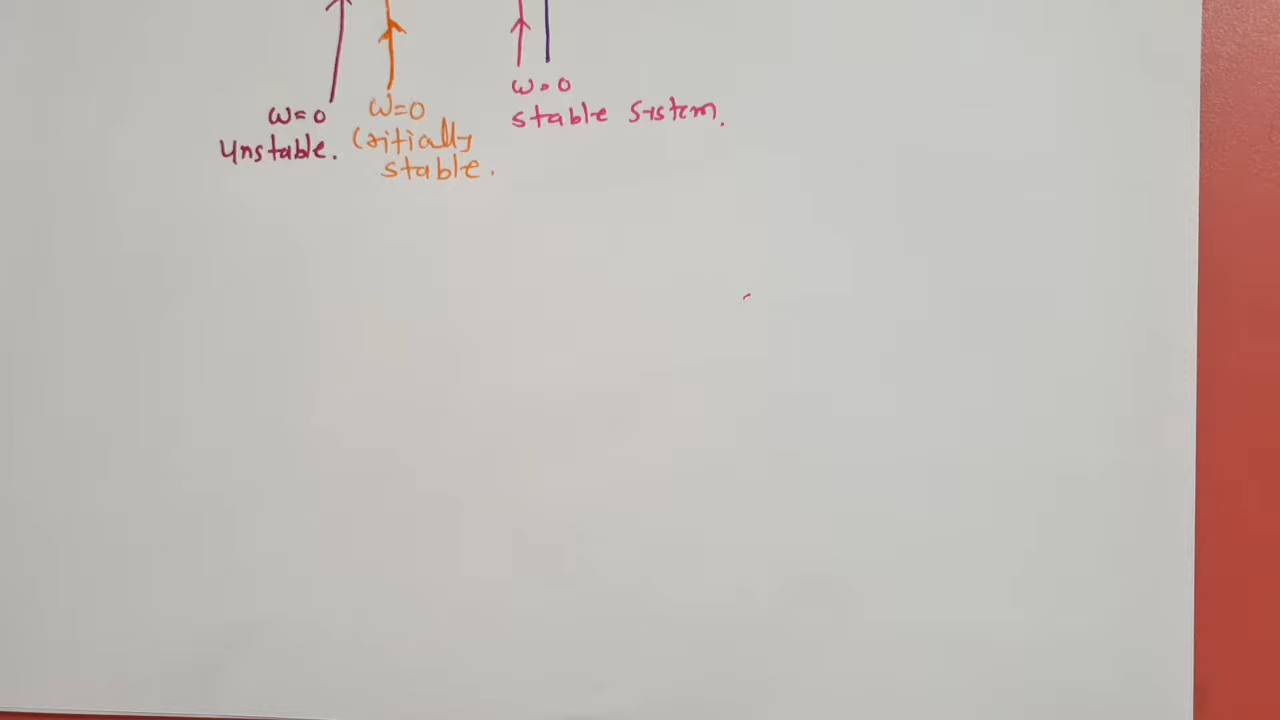 ω=0
stable system.
ω=0
Critially
stable.
ω=0
Unstable.